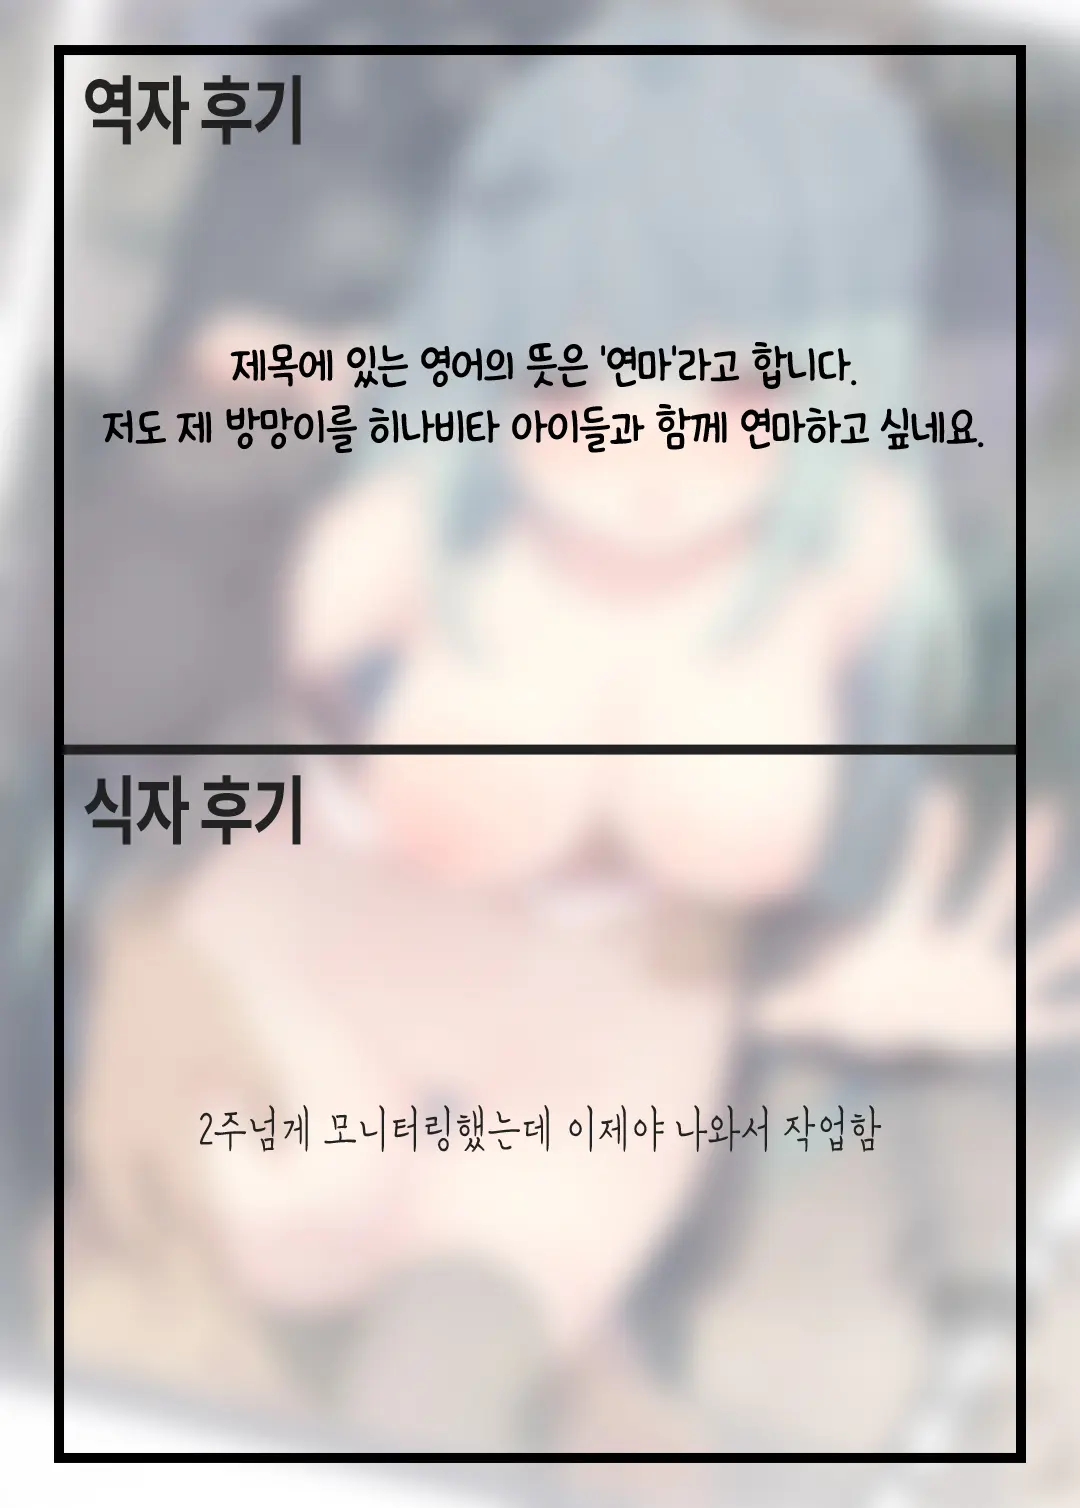 역자 후기
제목에 있는 영어의 뜻은 '연마'라고 합니다.
저도 제 방망이를 히나비타 아이들과 함께 연마하고 싶네요.
식자 후기
2주넘게 모니터링했는데 이제야 나와서 작업함